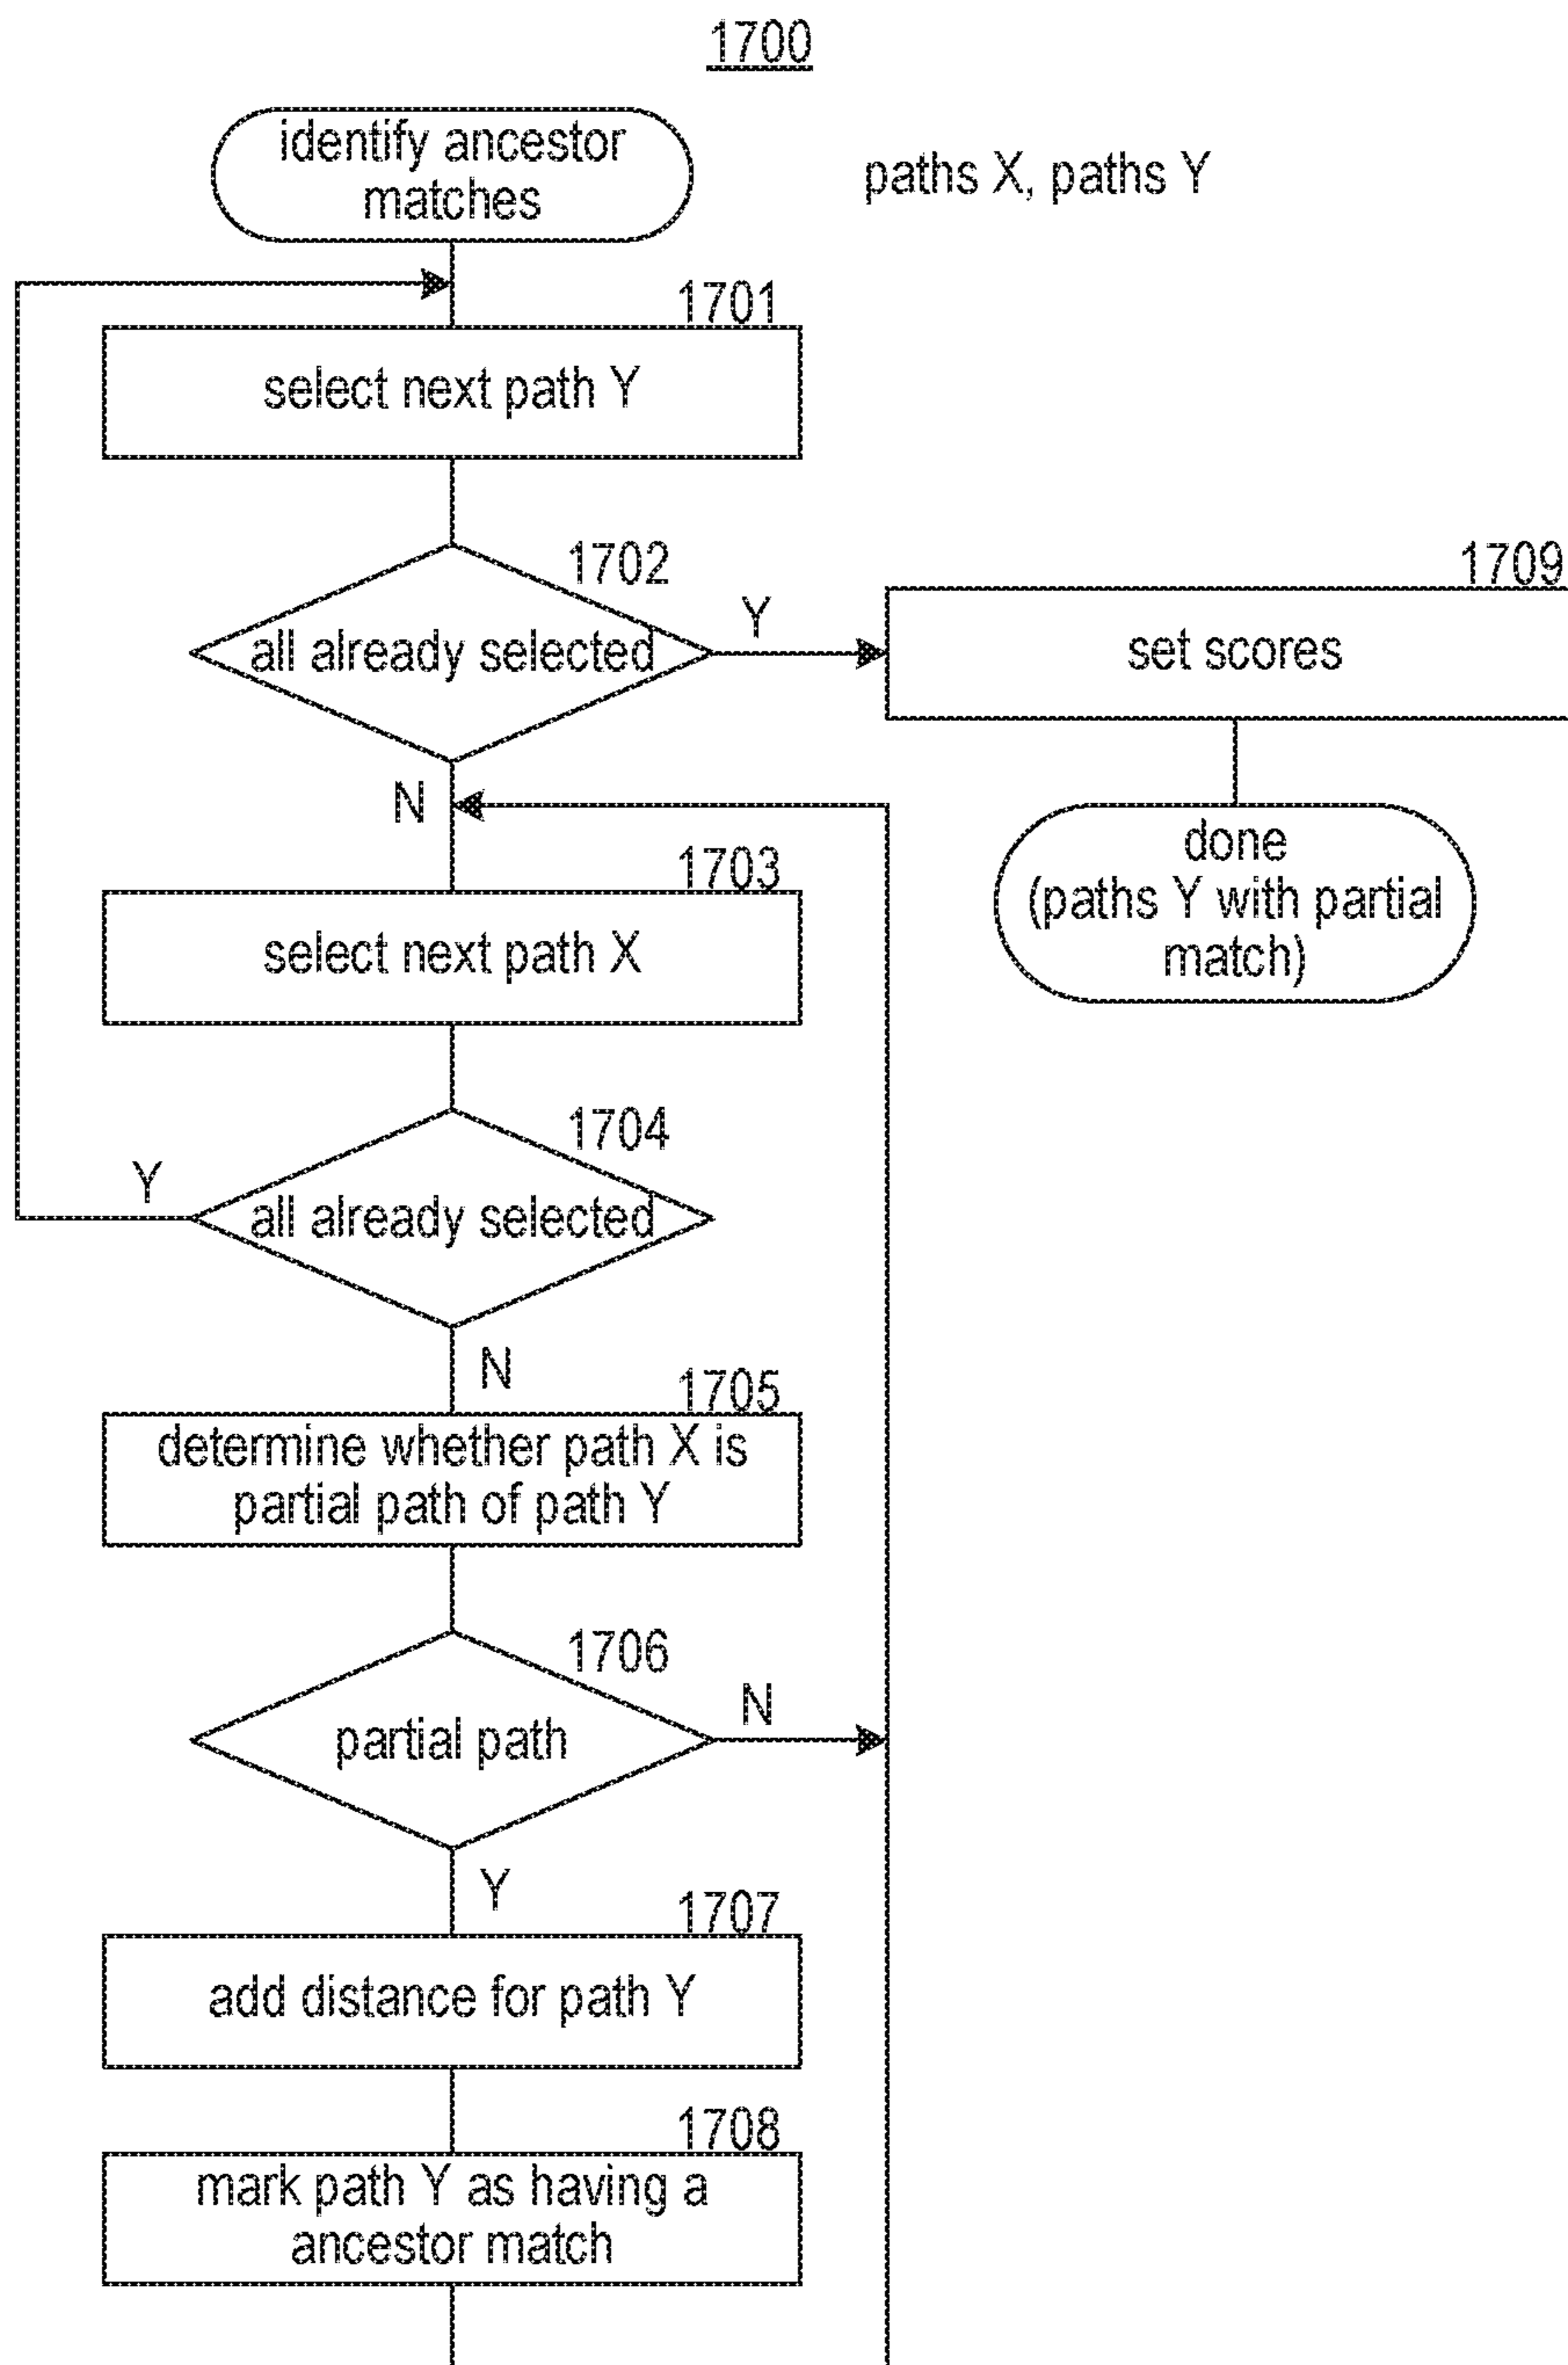 1700
identify ancestor
matches
paths X, paths Y
1701
select next path Y
1702
all already selected
Y
N
1709
set scores
done
(paths Y with partial
match)
1703
select next path X
1704
all already selected
Y
N
1705
determine whether path X is
partial path of path Y
1706
partial path
N
Y
1707
add distance for path Y
1708
mark path Y as having a
ancestor match